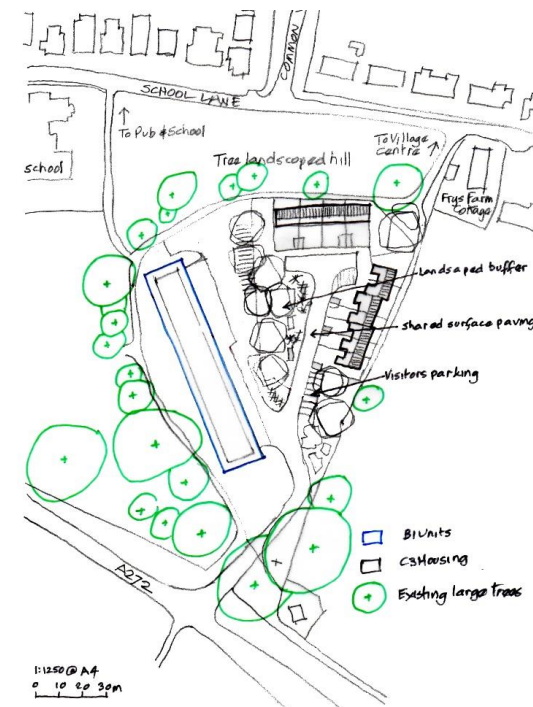 SCHOOL LANE
COMMON
↑
To Pub & School
To Village
Centre ↗
Tree landscaped hill
school
Frys Farm
Cottage
Landsaped buffer
shared surface paving
Visitors parking
B1 Units
C3 Housing
Existing large trees
A272
1:1250 @ A4
0 10 20 30m